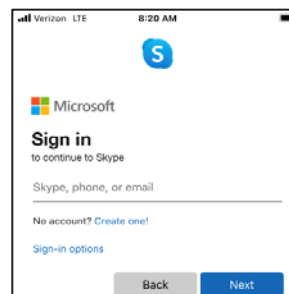 Verizon LTE 8:20 AM
S
Microsoft
Sign in
to continue to Skype
Skype, phone, or email
No account? Create one!
Sign-in options
Back Next